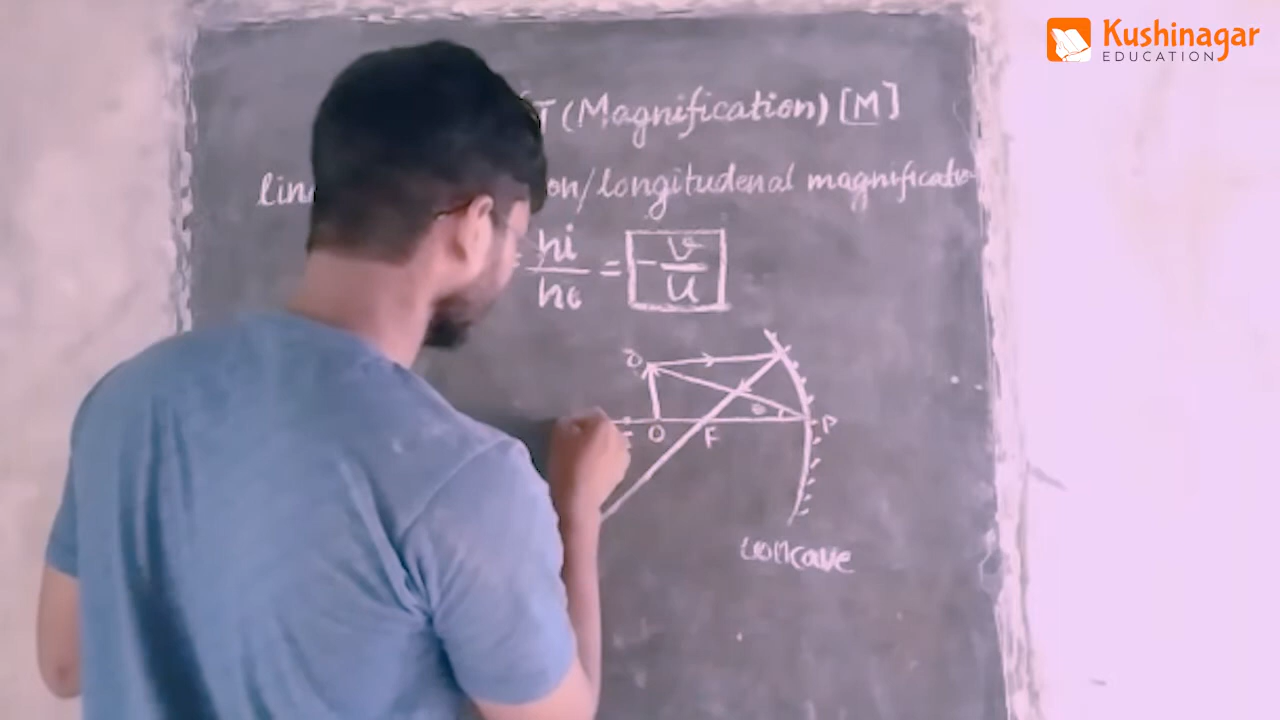 Kushinagar
EDUCATION
T (Magnification) [M]
on/longitudenal magnificatio
= hi / ho = - v / u
O
F
P
θ
concave